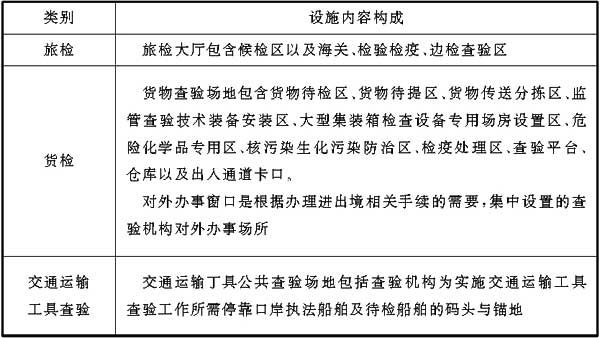 类别 设施内容构成
旅检 旅检大厅包含候检区以及海关、检验检疫、边检查验区
货检
货物查验场地包含货物待检区、货物待提区、货物传送分拣区、监
管查验技术装备安装区、大型集装箱检查设备专用场房设置区、危
险化学品专用区、核污染生化污染防治区、检疫处理区、查验平台、
仓库以及出入通道卡口。
对外办事窗口是根据办理进出境相关手续的需要,集中设置的查
验机构对外办事场所
交通运输
工具查验
交通运输丁具公共查验场地包括查验机构为实施交通运输工具
查验工作所需停靠口岸执法船舶及待检船舶的码头与锚地